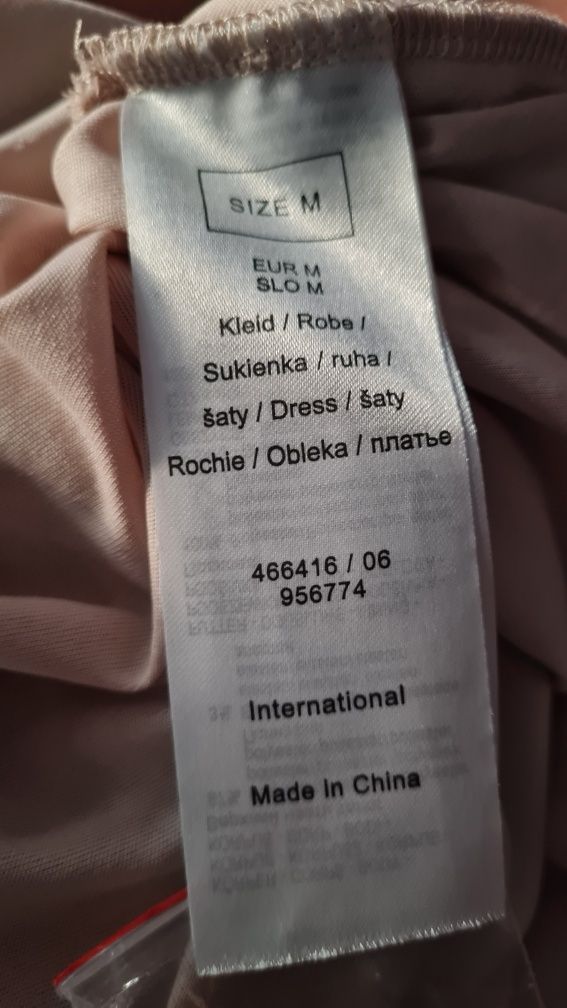 SIZE M
EUR M
SLO M
Kleid / Robe /
Sukienka / ruha /
šaty / Dress / šaty
Rochie / Obleka / платье
466416 / 06
956774
International
Made in China